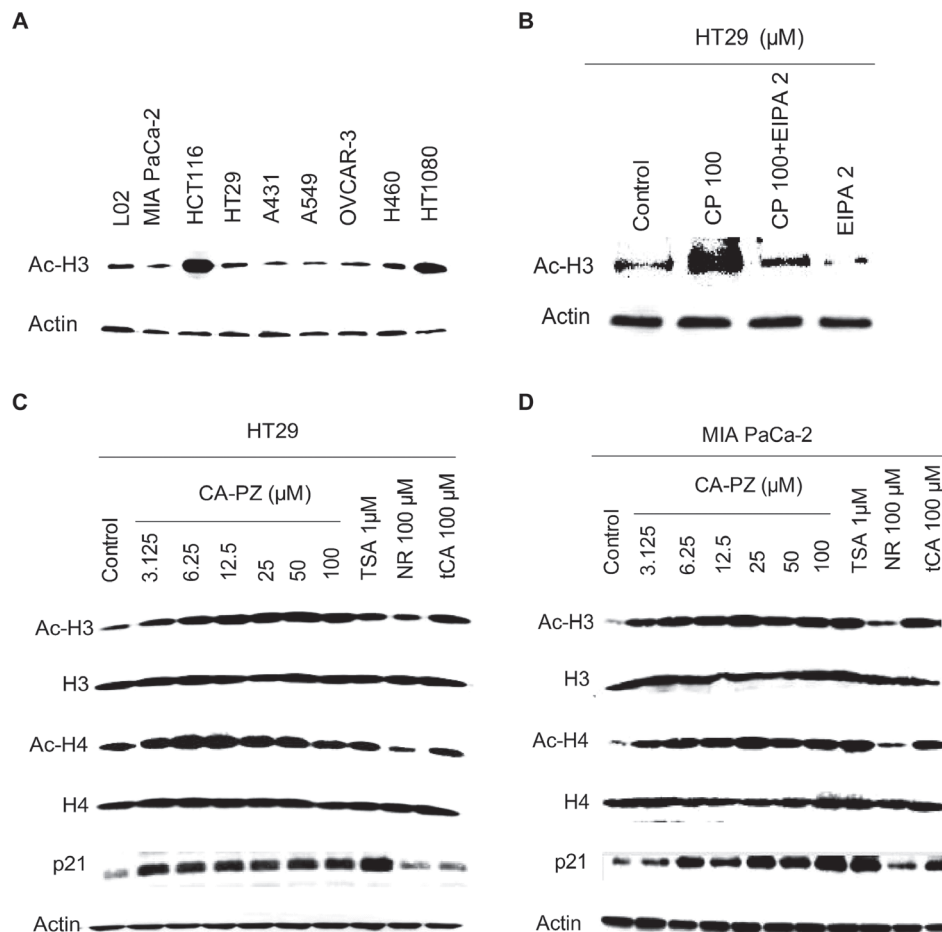 A
L02
MIA PaCa-2
HCT116
HT29
A431
A549
OVCAR-3
H460
HT1080
Ac-H3
Actin
B
HT29 (µM)
Control
CP 100
CP 100+EIPA 2
EIPA 2
Ac-H3
Actin
C
HT29
CA-PZ (µM)
Control
3.125
6.25
12.5
25
50
100
TSA 1µM
NR 100 µM
tCA 100 µM
Ac-H3
H3
Ac-H4
H4
p21
Actin
D
MIA PaCa-2
CA-PZ (µM)
Control
3.125
6.25
12.5
25
50
100
TSA 1µM
NR 100 µM
tCA 100 µM
Ac-H3
H3
Ac-H4
H4
p21
Actin